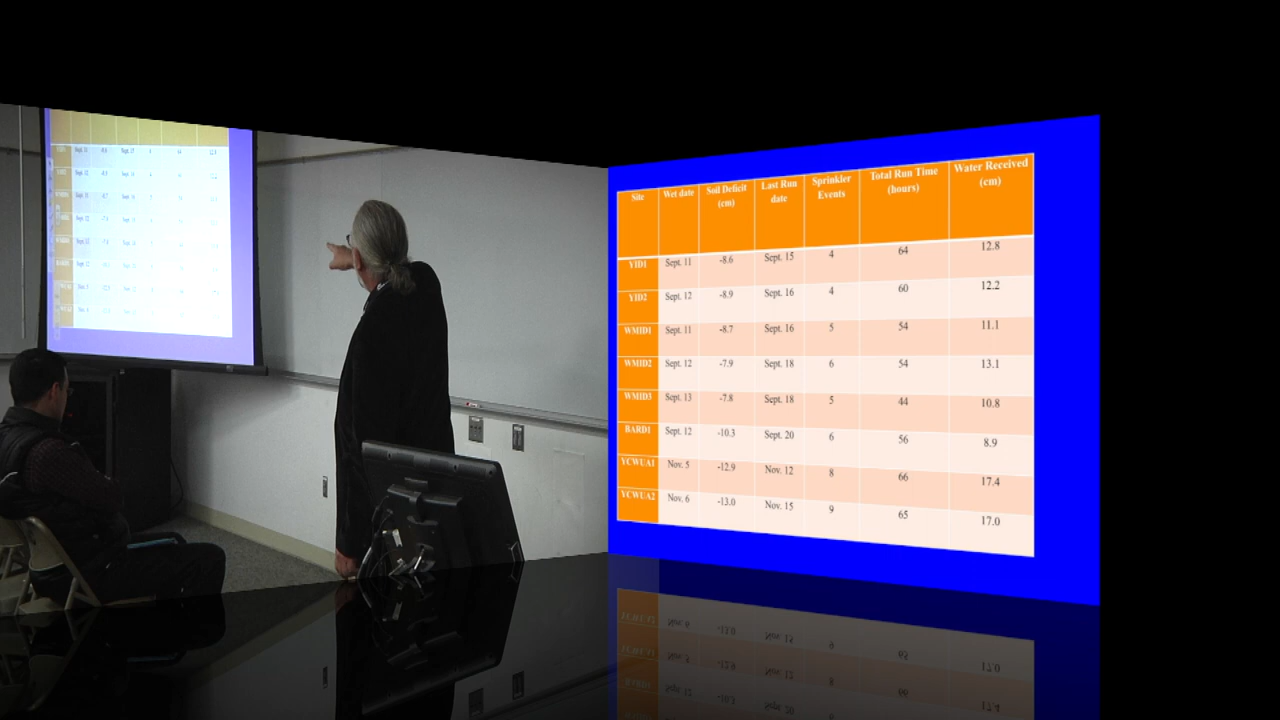 Site Wet date Soil Deficit (cm) Last Run date Sprinkler Events Total Run Time (hours) Water Received (cm)
YID1 Sept. 11 -8.6 Sept. 15 4 64 12.8
YID2 Sept. 12 -8.9 Sept. 16 4 60 12.2
WMID1 Sept. 11 -8.7 Sept. 16 5 54 11.1
WMID2 Sept. 12 -7.9 Sept. 18 6 54 13.1
WMID3 Sept. 13 -7.8 Sept. 18 5 44 10.8
BARD1 Sept. 12 -10.3 Sept. 20 6 56 8.9
YCWUA1 Nov. 5 -12.9 Nov. 12 8 66 17.4
YCWUA2 Nov. 6 -13.0 Nov. 15 9 65 17.0